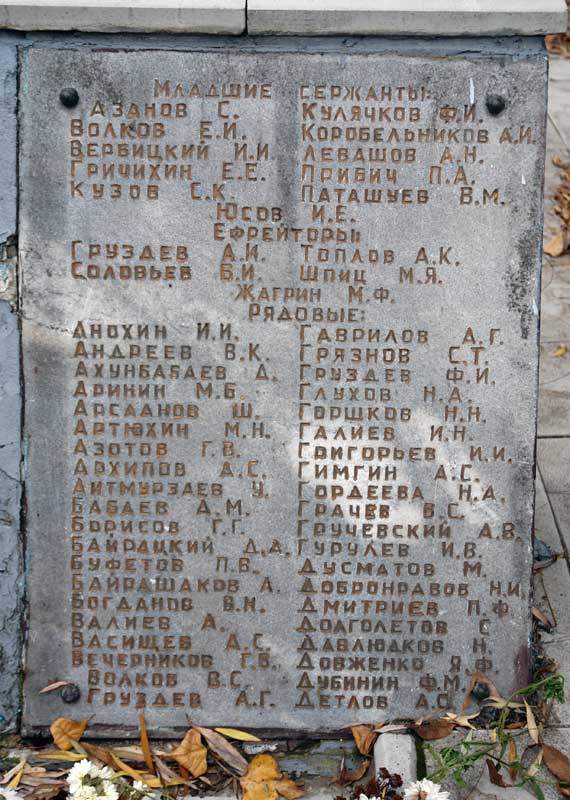 Младшие сержанты:
Азанов С. Кулячков Ф.И.
Волков Е.И. Коробельников А.И.
Вербицкий И.И. Левашов А.Н.
Гричихин Е.Е. Прибич П.А.
Кузов С.К. Паташуев В.М.
Юсов И.Е.
Ефрейторы:
Груздев А.И. Топлов А.К.
Соловьев Б.И. Шпиц М.Я.
Жагрин М.Ф.
Рядовые:
Анохин И.И. Гаврилов А.Г.
Андреев В.К. Грязнов С.Т.
Ахунбабаев Д. Груздев Ф.И.
Аринин М.Б. Глухов Н.А.
Арсланов Ш. Горшков Н.Н.
Артюхин М.Н. Галиев И.Н.
Азотов Г.В. Григорьев И.И.
Архипов А.С. Гимгин А.С.
Айтмурзаев У. Гордеева Н.А.
Бабаев А.М. Грачев В.С.
Борисов Г.Г. Гручевский А.В.
Байрацкий Д.А. Гурулев И.В.
Буфетов П.В. Дусматов М.
Байрашаков А. Добронравов Н.И.
Богданов В.Н. Дмитриев П.Ф.
Валиев А. Долголетов С
Васищев А.С. Давлюдков Н.
Вечерников Г.В. Довженко Я.Ф.
Волков В.С. Дубинин Ф.М.
Груздев А.Г. Детлов А.С.